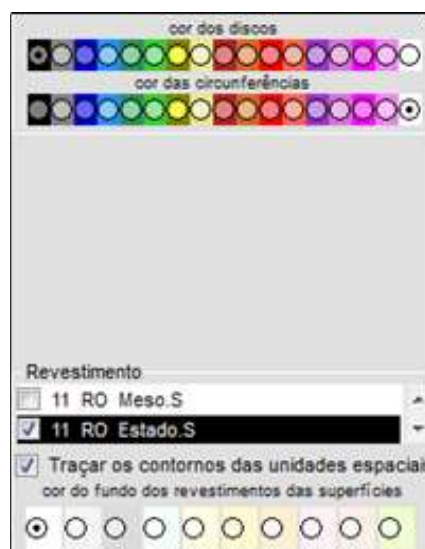 cor dos discos
cor das circunferências
Revestimento
11 RO Meso.S
11 RO Estado.S
Traçar os contornos das unidades espaciai
cor do fundo dos revestimentos das superfícies